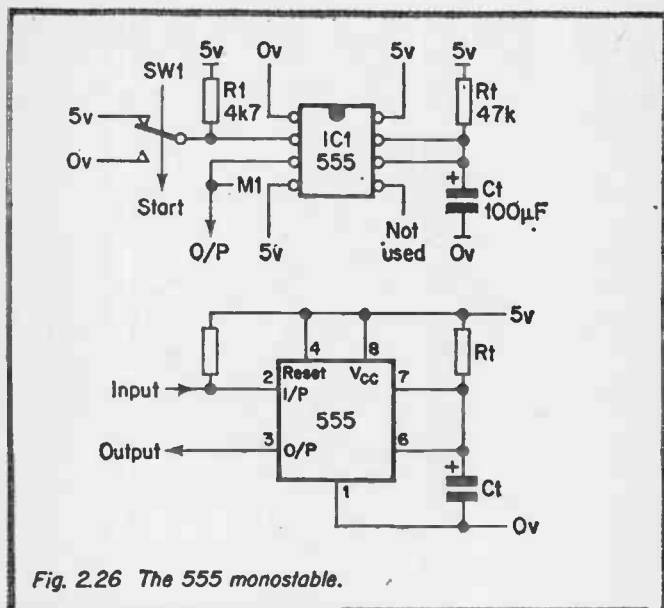 SW1
5v
0v
5v
5v
R1
4k7
Rt
47k
5v
0v
IC1
555
M1
Start
O/P
5v
Not
used
+
Ct
100µF
0v
5v
4
8
Rt
Reset
Vcc
2
7
Input
I/P
555
3
O/P
6
Output
+
1
Ct
0v
Fig. 2.26 The 555 monostable.